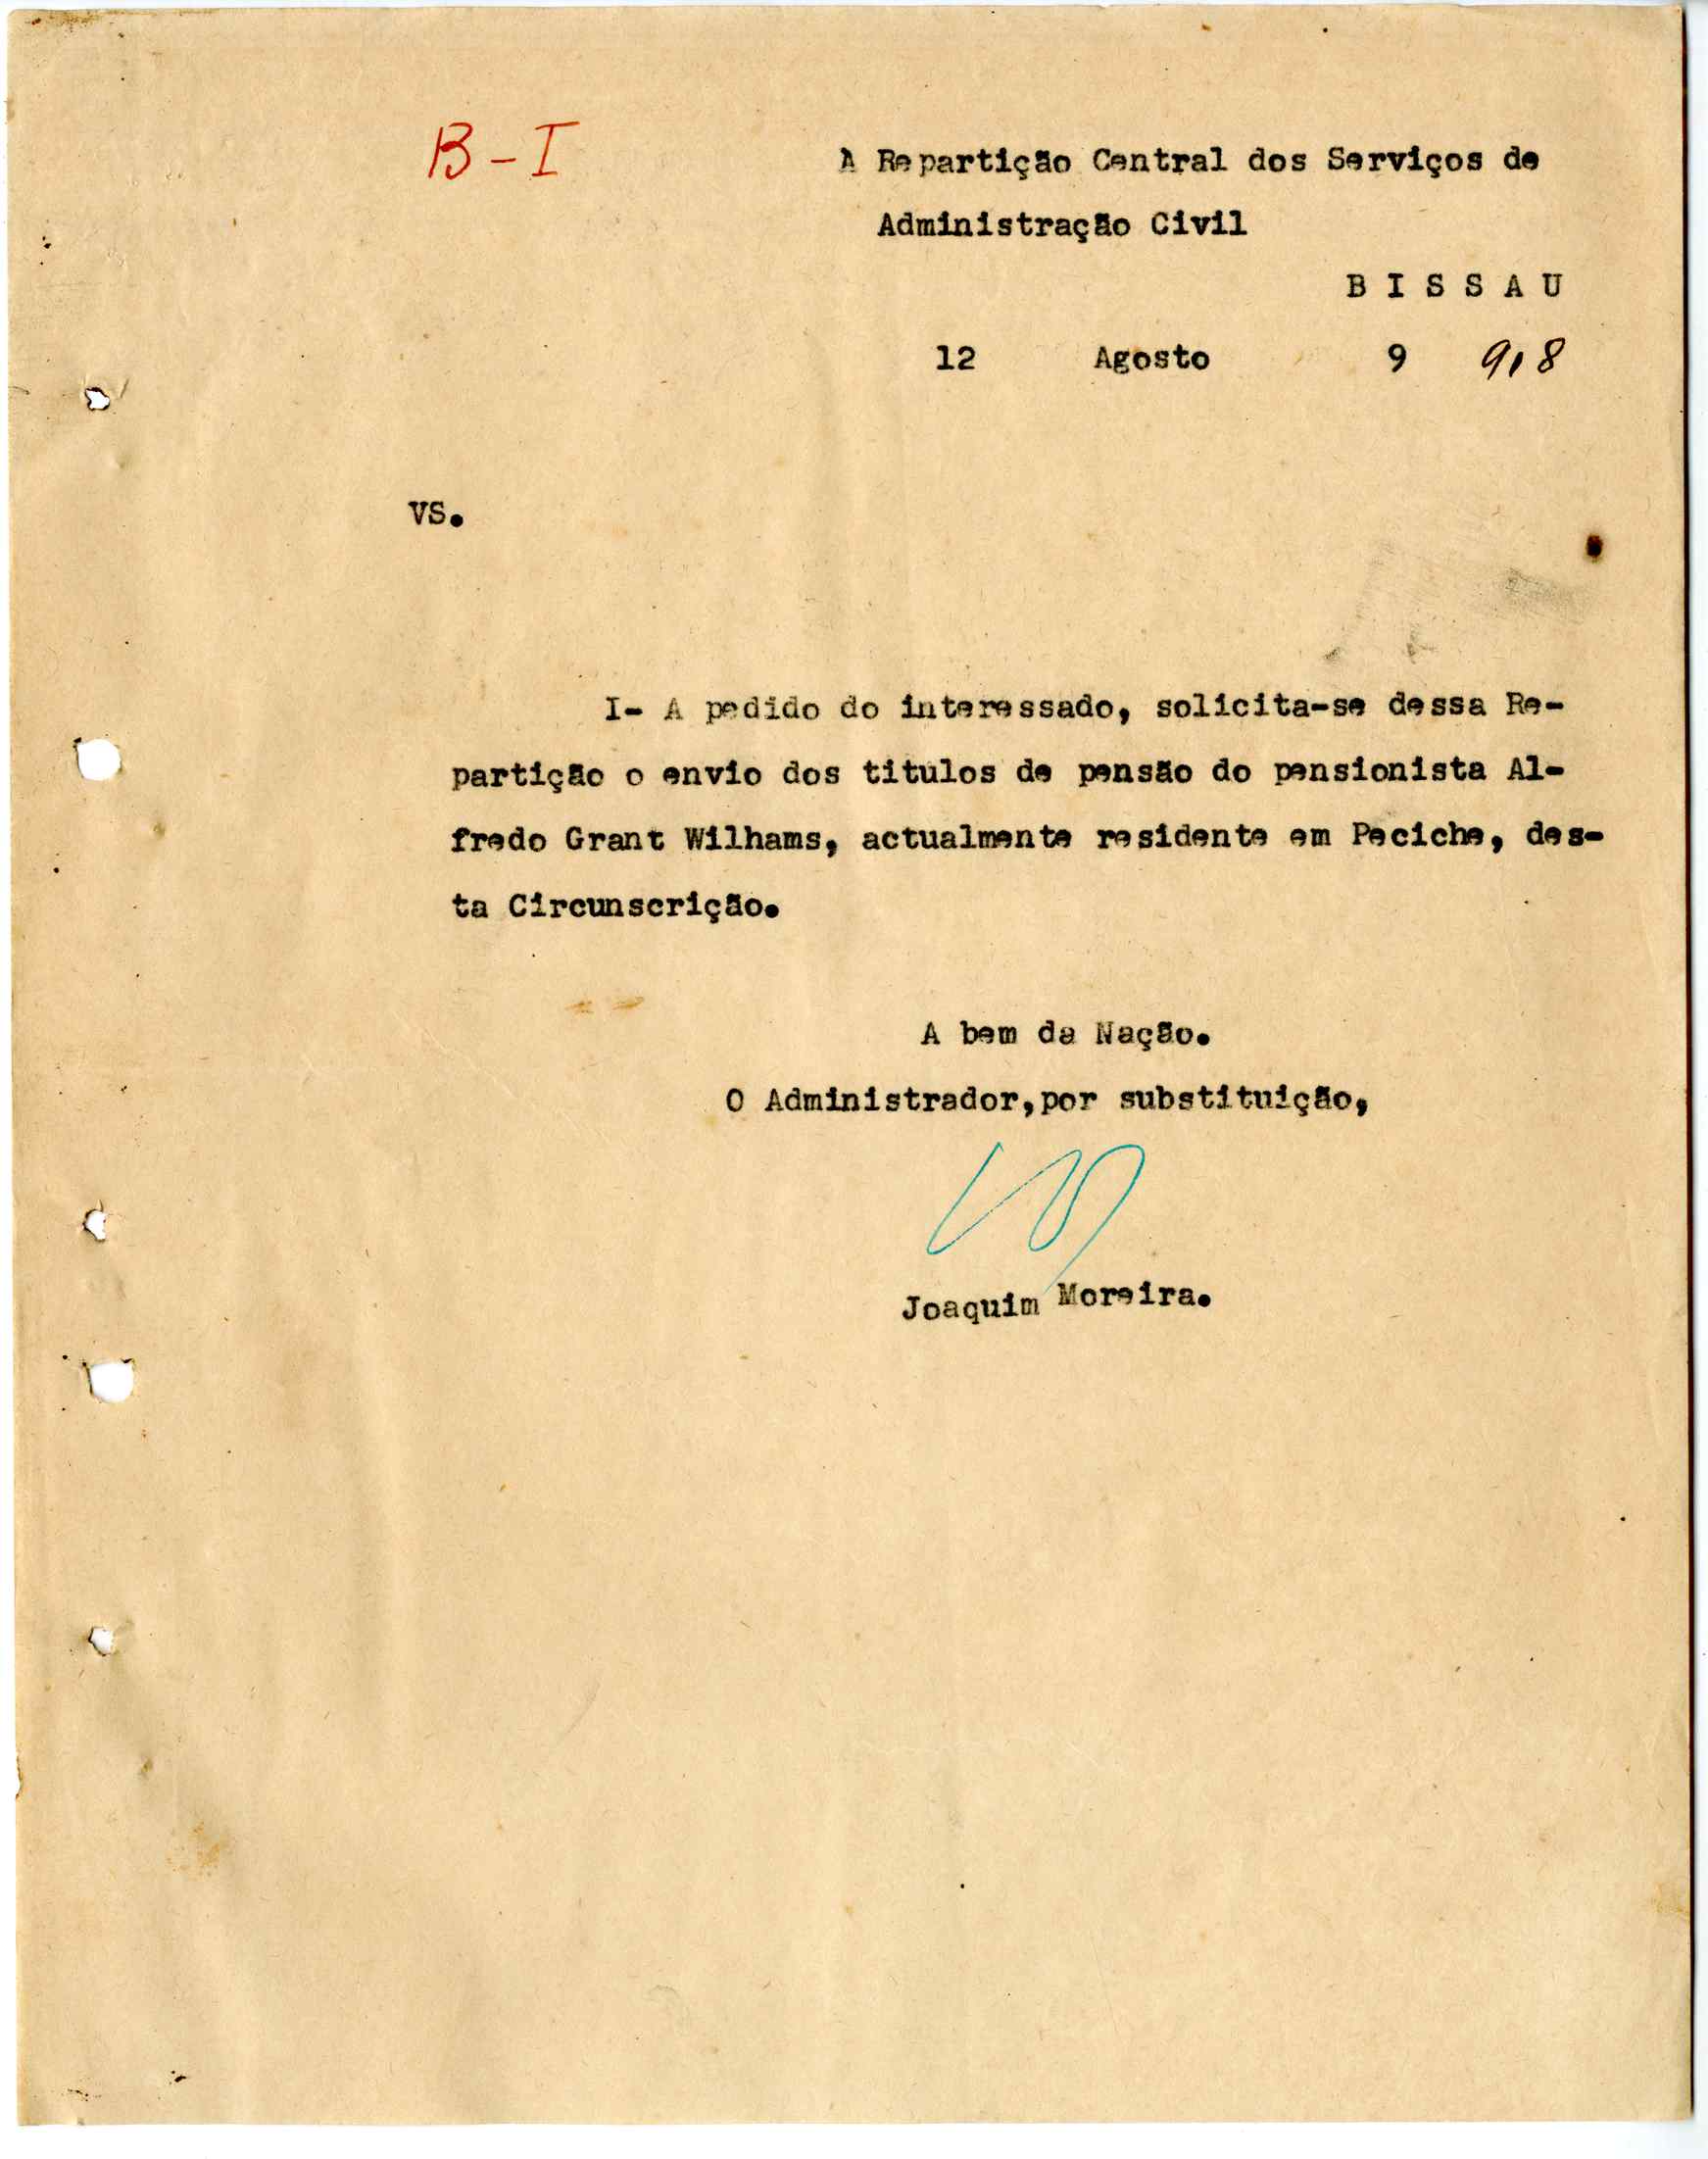 B-I
A Repartição Central dos Serviços de
Administração Civil
B I S S A U
12 Agosto 9 918
VS.
I- A pedido do interessado, solicita-se dessa Re-
partição o envio dos titulos de pensão do pensionista Al-
fredo Grant Wilhams, actualmente residente em Peciche, des-
ta Circunscrição.
A bem da Nação.
O Administrador,por substituição,
Joaquim Moreira.